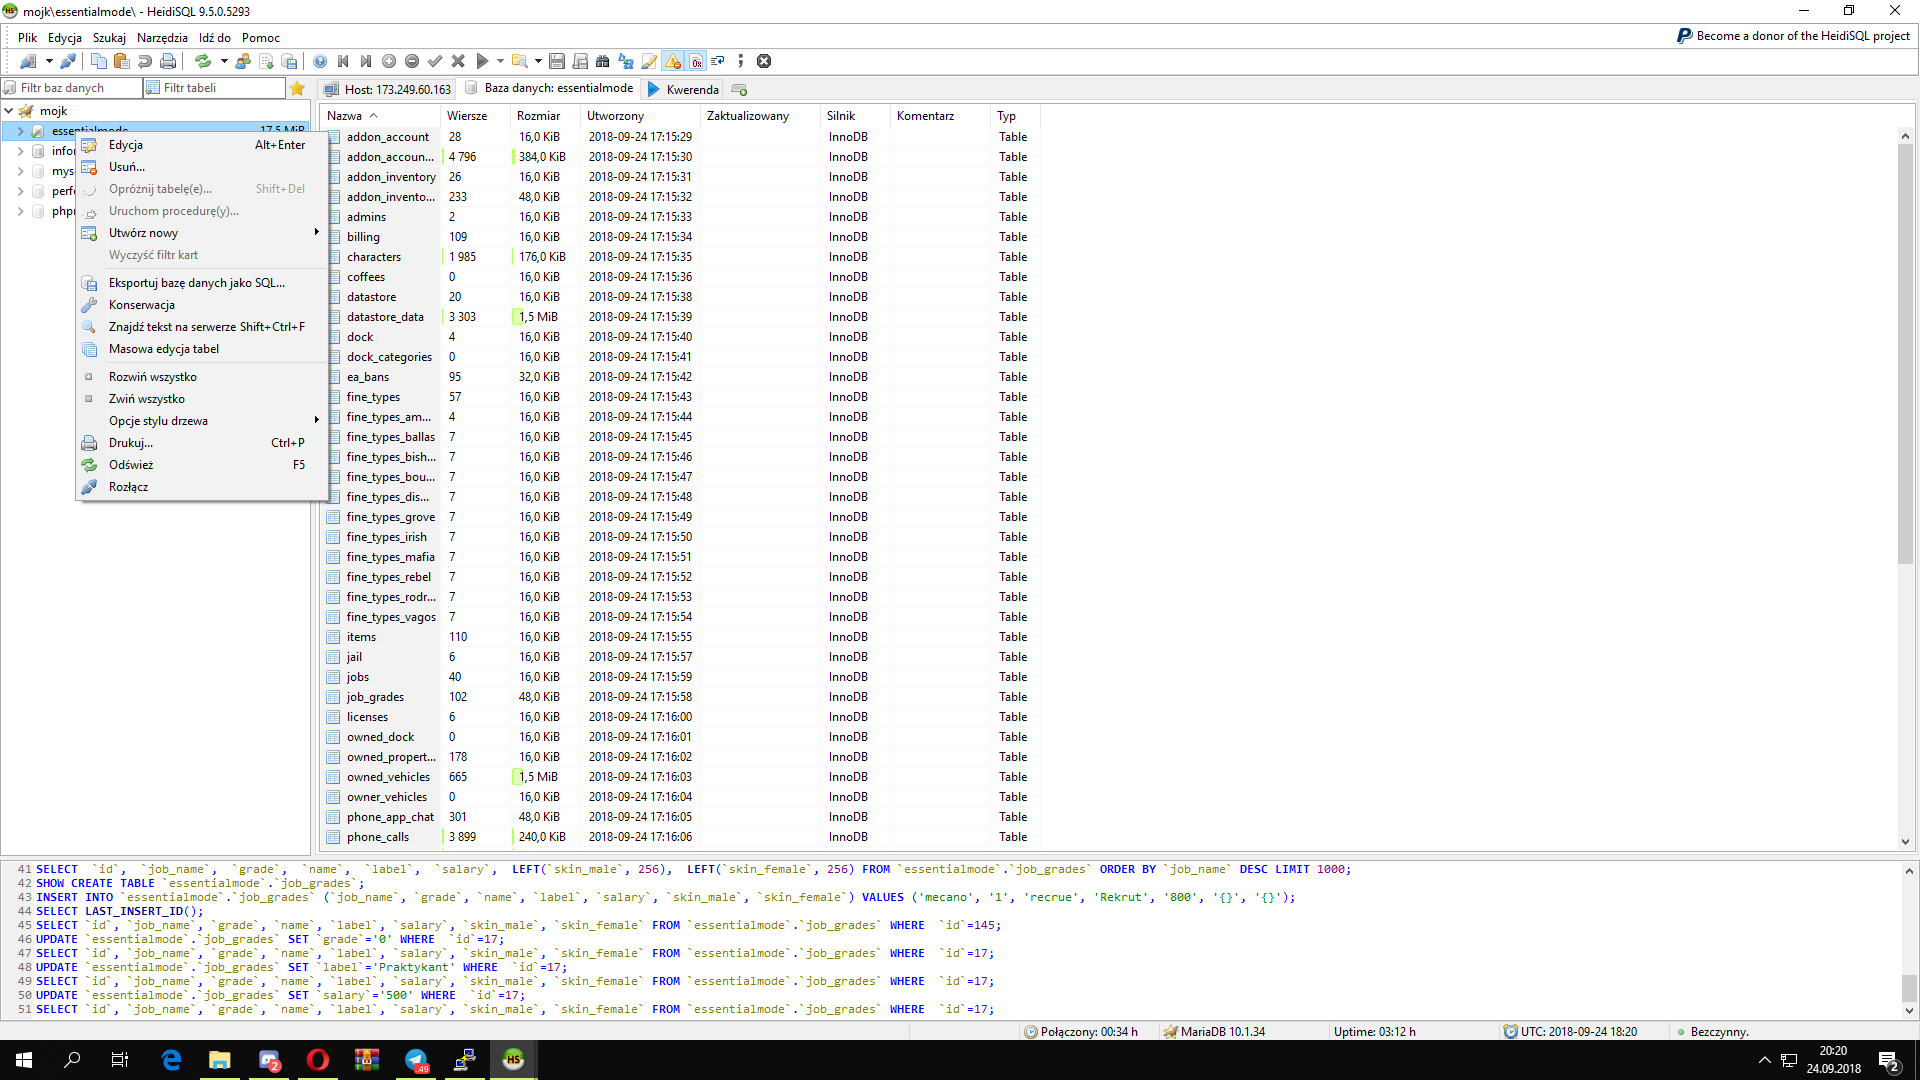 mojk\essentialmode\ - HeidiSQL 9.5.0.5293
Plik Edycja Szukaj Narzędzia Idź do Pomoc
Become a donor of the HeidiSQL project
Filtr baz danych Filtr tabeli
Host: 173.249.60.163 Baza danych: essentialmode Kwerenda
mojk
essentialmode 17,5 MiB
Edycja Alt+Enter
Usuń...
Opróżnij tabelę(e)... Shift+Del
Uruchom procedurę(y)...
Utwórz nowy
Wyczyść filtr kart
Eksportuj bazę danych jako SQL...
Konserwacja
Znajdź tekst na serwerze Shift+Ctrl+F
Masowa edycja tabel
Rozwiń wszystko
Zwiń wszystko
Opcje stylu drzewa
Drukuj... Ctrl+P
Odśwież F5
Rozłącz
Nazwa Wiersze Rozmiar Utworzony Zaktualizowany Silnik Komentarz Typ
addon_account 28 16,0 KiB 2018-09-24 17:15:29 InnoDB Table
addon_accoun... 4 796 384,0 KiB 2018-09-24 17:15:30 InnoDB Table
addon_inventory 26 16,0 KiB 2018-09-24 17:15:31 InnoDB Table
addon_invento... 233 48,0 KiB 2018-09-24 17:15:32 InnoDB Table
admins 2 16,0 KiB 2018-09-24 17:15:33 InnoDB Table
billing 109 16,0 KiB 2018-09-24 17:15:34 InnoDB Table
characters 1 985 176,0 KiB 2018-09-24 17:15:35 InnoDB Table
coffees 0 16,0 KiB 2018-09-24 17:15:36 InnoDB Table
datastore 20 16,0 KiB 2018-09-24 17:15:38 InnoDB Table
datastore_data 3 303 1,5 MiB 2018-09-24 17:15:39 InnoDB Table
dock 4 16,0 KiB 2018-09-24 17:15:40 InnoDB Table
dock_categories 0 16,0 KiB 2018-09-24 17:15:41 InnoDB Table
ea_bans 95 32,0 KiB 2018-09-24 17:15:42 InnoDB Table
fine_types 57 16,0 KiB 2018-09-24 17:15:43 InnoDB Table
fine_types_am... 4 16,0 KiB 2018-09-24 17:15:44 InnoDB Table
fine_types_ballas 7 16,0 KiB 2018-09-24 17:15:45 InnoDB Table
fine_types_bish... 7 16,0 KiB 2018-09-24 17:15:46 InnoDB Table
fine_types_bou... 7 16,0 KiB 2018-09-24 17:15:47 InnoDB Table
fine_types_dis... 7 16,0 KiB 2018-09-24 17:15:48 InnoDB Table
fine_types_grove 7 16,0 KiB 2018-09-24 17:15:49 InnoDB Table
fine_types_irish 7 16,0 KiB 2018-09-24 17:15:50 InnoDB Table
fine_types_mafia 7 16,0 KiB 2018-09-24 17:15:51 InnoDB Table
fine_types_rebel 7 16,0 KiB 2018-09-24 17:15:52 InnoDB Table
fine_types_rodr... 7 16,0 KiB 2018-09-24 17:15:53 InnoDB Table
fine_types_vagos 7 16,0 KiB 2018-09-24 17:15:54 InnoDB Table
items 110 16,0 KiB 2018-09-24 17:15:55 InnoDB Table
jail 6 16,0 KiB 2018-09-24 17:15:57 InnoDB Table
jobs 40 16,0 KiB 2018-09-24 17:15:59 InnoDB Table
job_grades 102 48,0 KiB 2018-09-24 17:15:58 InnoDB Table
licenses 6 16,0 KiB 2018-09-24 17:16:00 InnoDB Table
owned_dock 0 16,0 KiB 2018-09-24 17:16:01 InnoDB Table
owned_propert... 178 16,0 KiB 2018-09-24 17:16:02 InnoDB Table
owned_vehicles 665 1,5 MiB 2018-09-24 17:16:03 InnoDB Table
owner_vehicles 0 16,0 KiB 2018-09-24 17:16:04 InnoDB Table
phone_app_chat 301 48,0 KiB 2018-09-24 17:16:05 InnoDB Table
phone_calls 3 899 240,0 KiB 2018-09-24 17:16:06 InnoDB Table
41 SELECT `id`, `job_name`, `grade`, `name`, `label`, `salary`, LEFT(`skin_male`, 256), LEFT(`skin_female`, 256) FROM `essentialmode`.`job_grades` ORDER BY `job_name` DESC LIMIT 1000;
42 SHOW CREATE TABLE `essentialmode`.`job_grades`;
43 INSERT INTO `essentialmode`.`job_grades` (`job_name`, `grade`, `name`, `label`, `salary`, `skin_male`, `skin_female`) VALUES ('mecano', '1', 'recrue', 'Rekrut', '800', '{}', '{}');
44 SELECT LAST_INSERT_ID();
45 SELECT `id`, `job_name`, `grade`, `name`, `label`, `salary`, `skin_male`, `skin_female` FROM `essentialmode`.`job_grades` WHERE `id`=145;
46 UPDATE `essentialmode`.`job_grades` SET `grade`='0' WHERE `id`=17;
47 SELECT `id`, `job_name`, `grade`, `name`, `label`, `salary`, `skin_male`, `skin_female` FROM `essentialmode`.`job_grades` WHERE `id`=17;
48 UPDATE `essentialmode`.`job_grades` SET `label`='Praktykant' WHERE `id`=17;
49 SELECT `id`, `job_name`, `grade`, `name`, `label`, `salary`, `skin_male`, `skin_female` FROM `essentialmode`.`job_grades` WHERE `id`=17;
50 UPDATE `essentialmode`.`job_grades` SET `salary`='500' WHERE `id`=17;
51 SELECT `id`, `job_name`, `grade`, `name`, `label`, `salary`, `skin_male`, `skin_female` FROM `essentialmode`.`job_grades` WHERE `id`=17;
Połączony: 00:34 h MariaDB 10.1.34 Uptime: 03:12 h UTC: 2018-09-24 18:20 Bezczynny.
20:20
24.09.2018